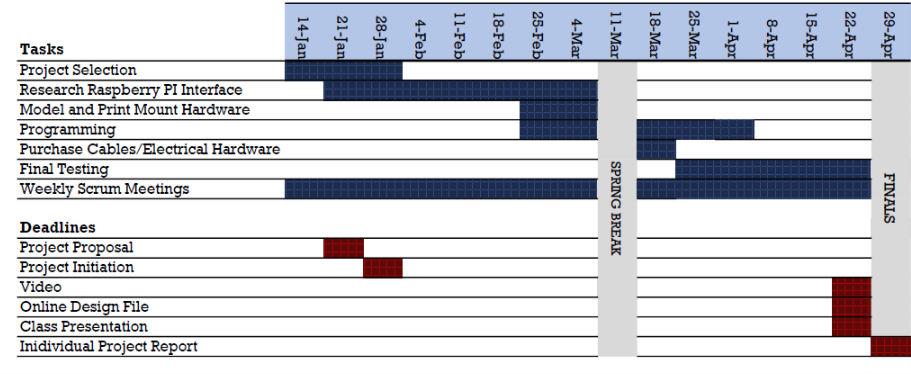 14-Jan
21-Jan
28-Jan
4-Feb
11-Feb
18-Feb
25-Feb
4-Mar
11-Mar
18-Mar
25-Mar
1-Apr
8-Apr
15-Apr
22-Apr
29-Apr
Tasks
Project Selection
Research Raspberry PI Interface
Model and Print Mount Hardware
Programming
Purchase Cables/Electrical Hardware
Final Testing
Weekly Scrum Meetings
SPRING BREAK
FINALS
Deadlines
Project Proposal
Project Initiation
Video
Online Design File
Class Presentation
Inidividual Project Report